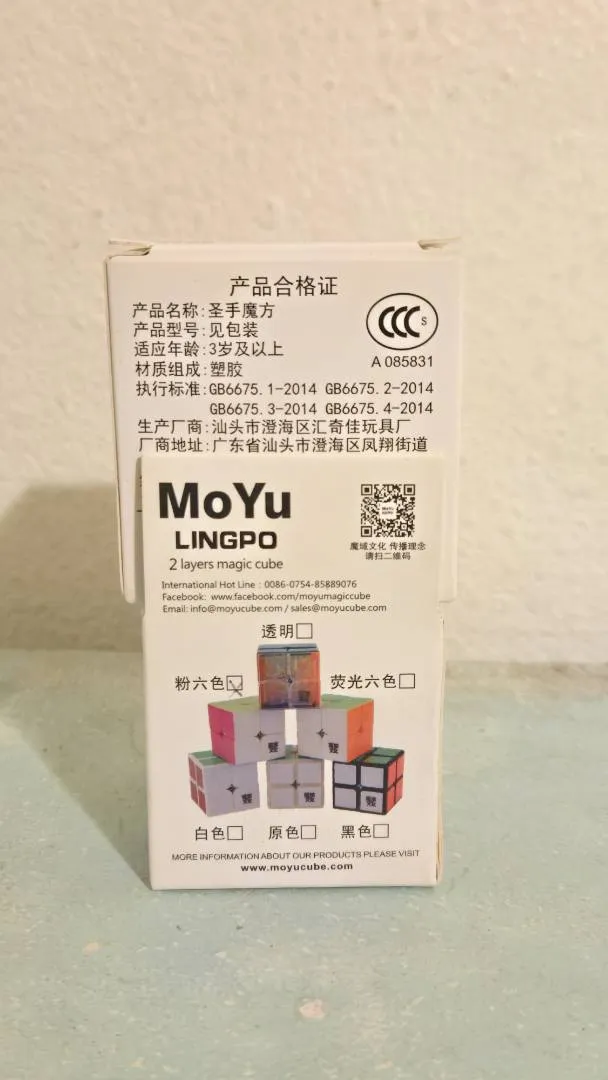 产品合格证
产品名称:圣手魔方
产品型号:见包装
适应年龄:3岁及以上
材质组成:塑胶
执行标准:GB6675.1-2014 GB6675.2-2014
GB6675.3-2014 GB6675.4-2014
生产厂商:汕头市澄海区汇奇佳玩具厂
厂商地址:广东省汕头市澄海区凤翔街道
CCC S
A 085831
MoYu
LINGPO
2 layers magic cube
魔域文化 传播理念
请扫二维码
International Hot Line : 0086-0754-85889076
Facebook: www.facebook.com/moyumagiccube
Email: info@moyucube.com / sales@moyucube.com
透明
粉六色
荧光六色
白色
原色
黑色
MORE INFORMATION ABOUT OUR PRODUCTS PLEASE VISIT
www.moyucube.com